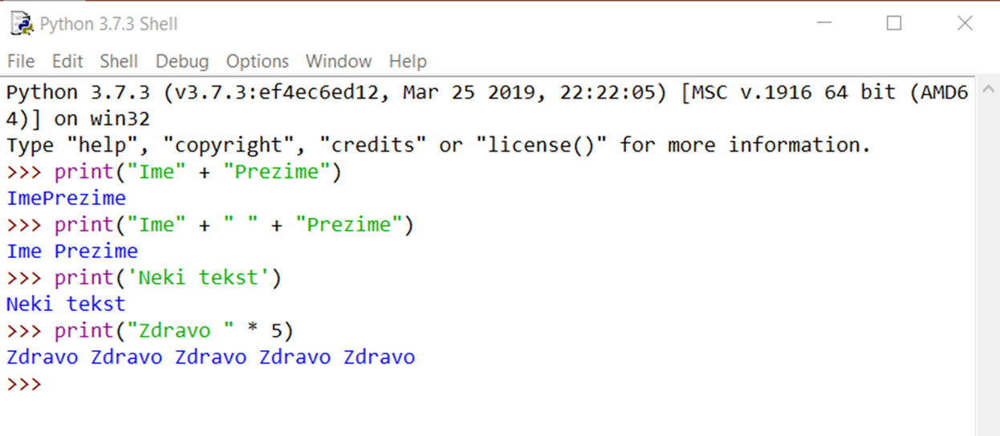 Python 3.7.3 Shell
File Edit Shell Debug Options Window Help
Python 3.7.3 (v3.7.3:ef4ec6ed12, Mar 25 2019, 22:22:05) [MSC v.1916 64 bit (AMD6
4)] on win32
Type "help", "copyright", "credits" or "license()" for more information.
>>> print("Ime" + "Prezime")
ImePrezime
>>> print("Ime" + " " + "Prezime")
Ime Prezime
>>> print('Neki tekst')
Neki tekst
>>> print("Zdravo " * 5)
Zdravo Zdravo Zdravo Zdravo Zdravo
>>>